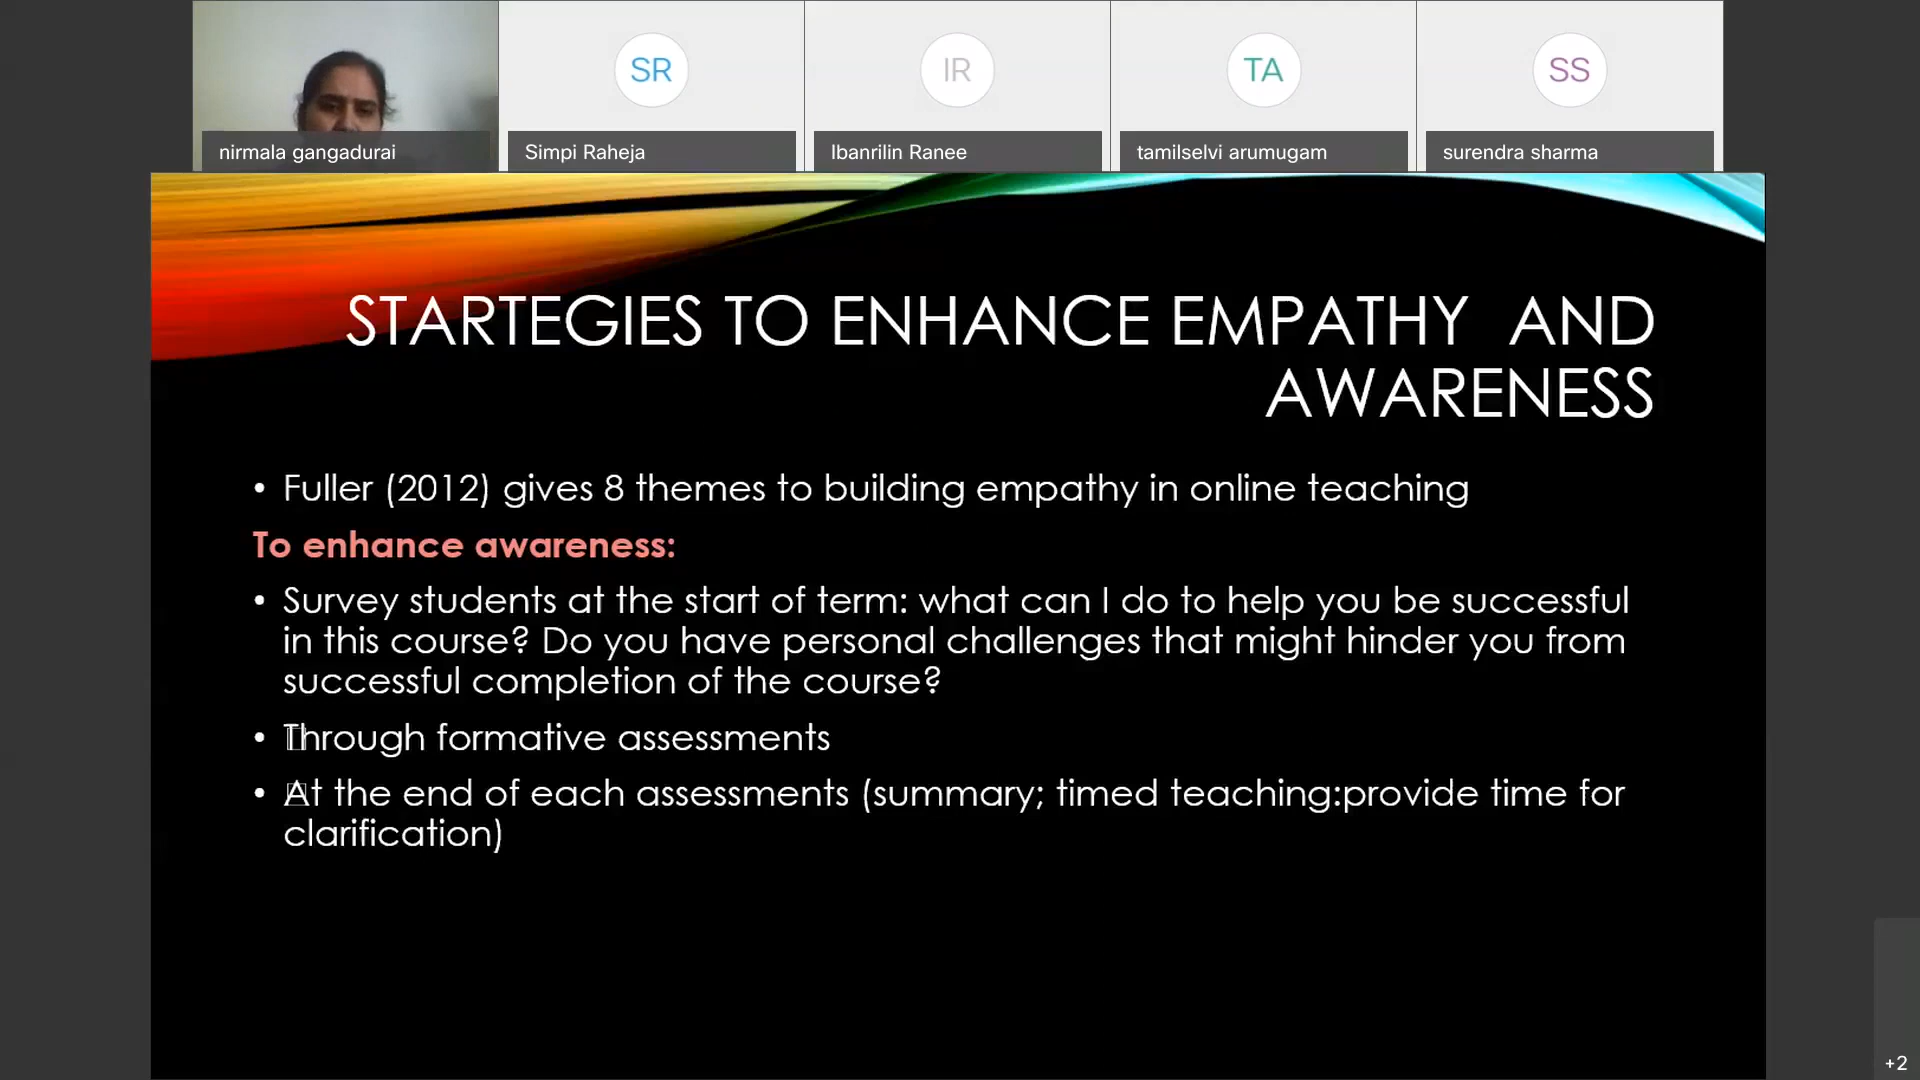 SR
IR
TA
SS
nirmala gangadurai
Simpi Raheja
Ibanrilin Ranee
tamilselvi arumugam
surendra sharma
STARTEGIES TO ENHANCE EMPATHY AND
AWARENESS
• Fuller (2012) gives 8 themes to building empathy in online teaching
To enhance awareness:
• Survey students at the start of term: what can I do to help you be successful
in this course? Do you have personal challenges that might hinder you from
successful completion of the course?
• Through formative assessments
• At the end of each assessments (summary; timed teaching:provide time for
clarification)
+2